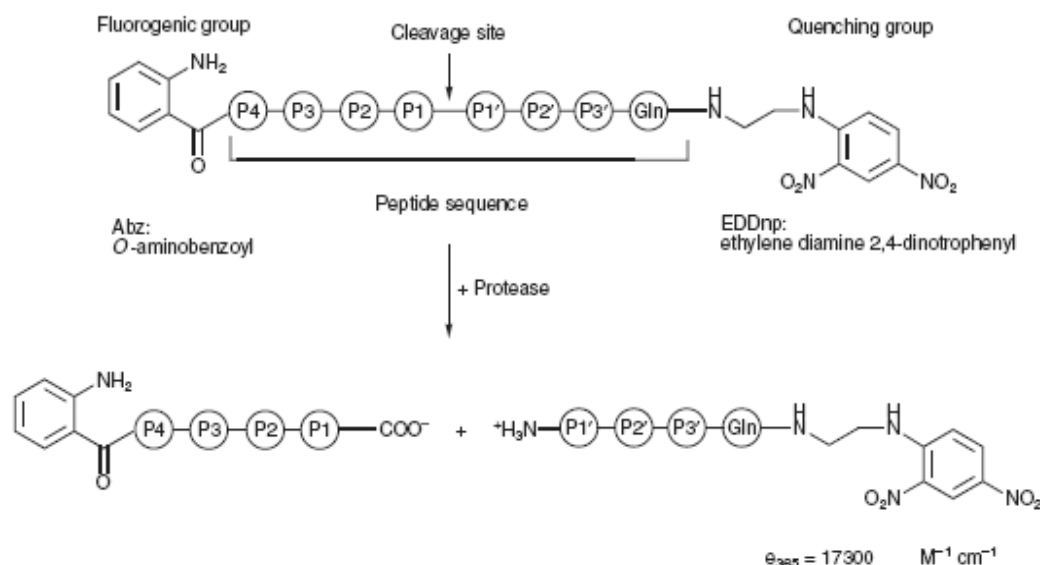 Fluorogenic group
Cleavage site
Quenching group
NH2
P4 P3 P2 P1 P1′ P2′ P3′ Gln
H
N
H
N
O
O2N
NO2
Peptide sequence
Abz:
O-aminobenzoyl
EDDnp:
ethylene diamine 2,4-dinotrophenyl
+ Protease
NH2
P4 P3 P2 P1 COO⁻ + ⁺H3N P1′ P2′ P3′ Gln
H
N
H
N
O
O2N
NO2
e365 = 17300 M⁻¹ cm⁻¹